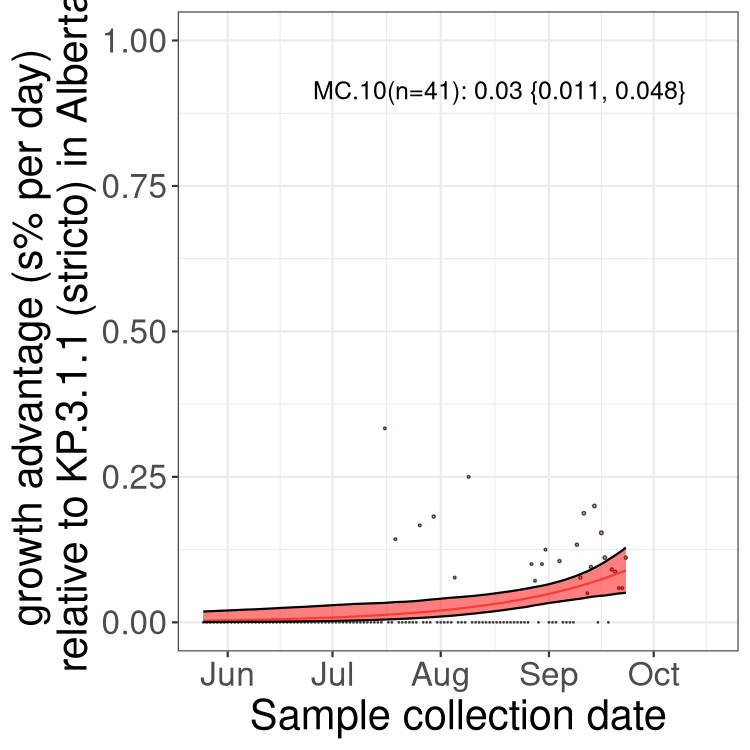 growth advantage (s% per day)
relative to KP.3.1.1 (stricto) in Alberta
1.00
0.75
0.50
0.25
0.00
MC.10(n=41): 0.03 {0.011, 0.048}
Jun Jul Aug Sep Oct
Sample collection date